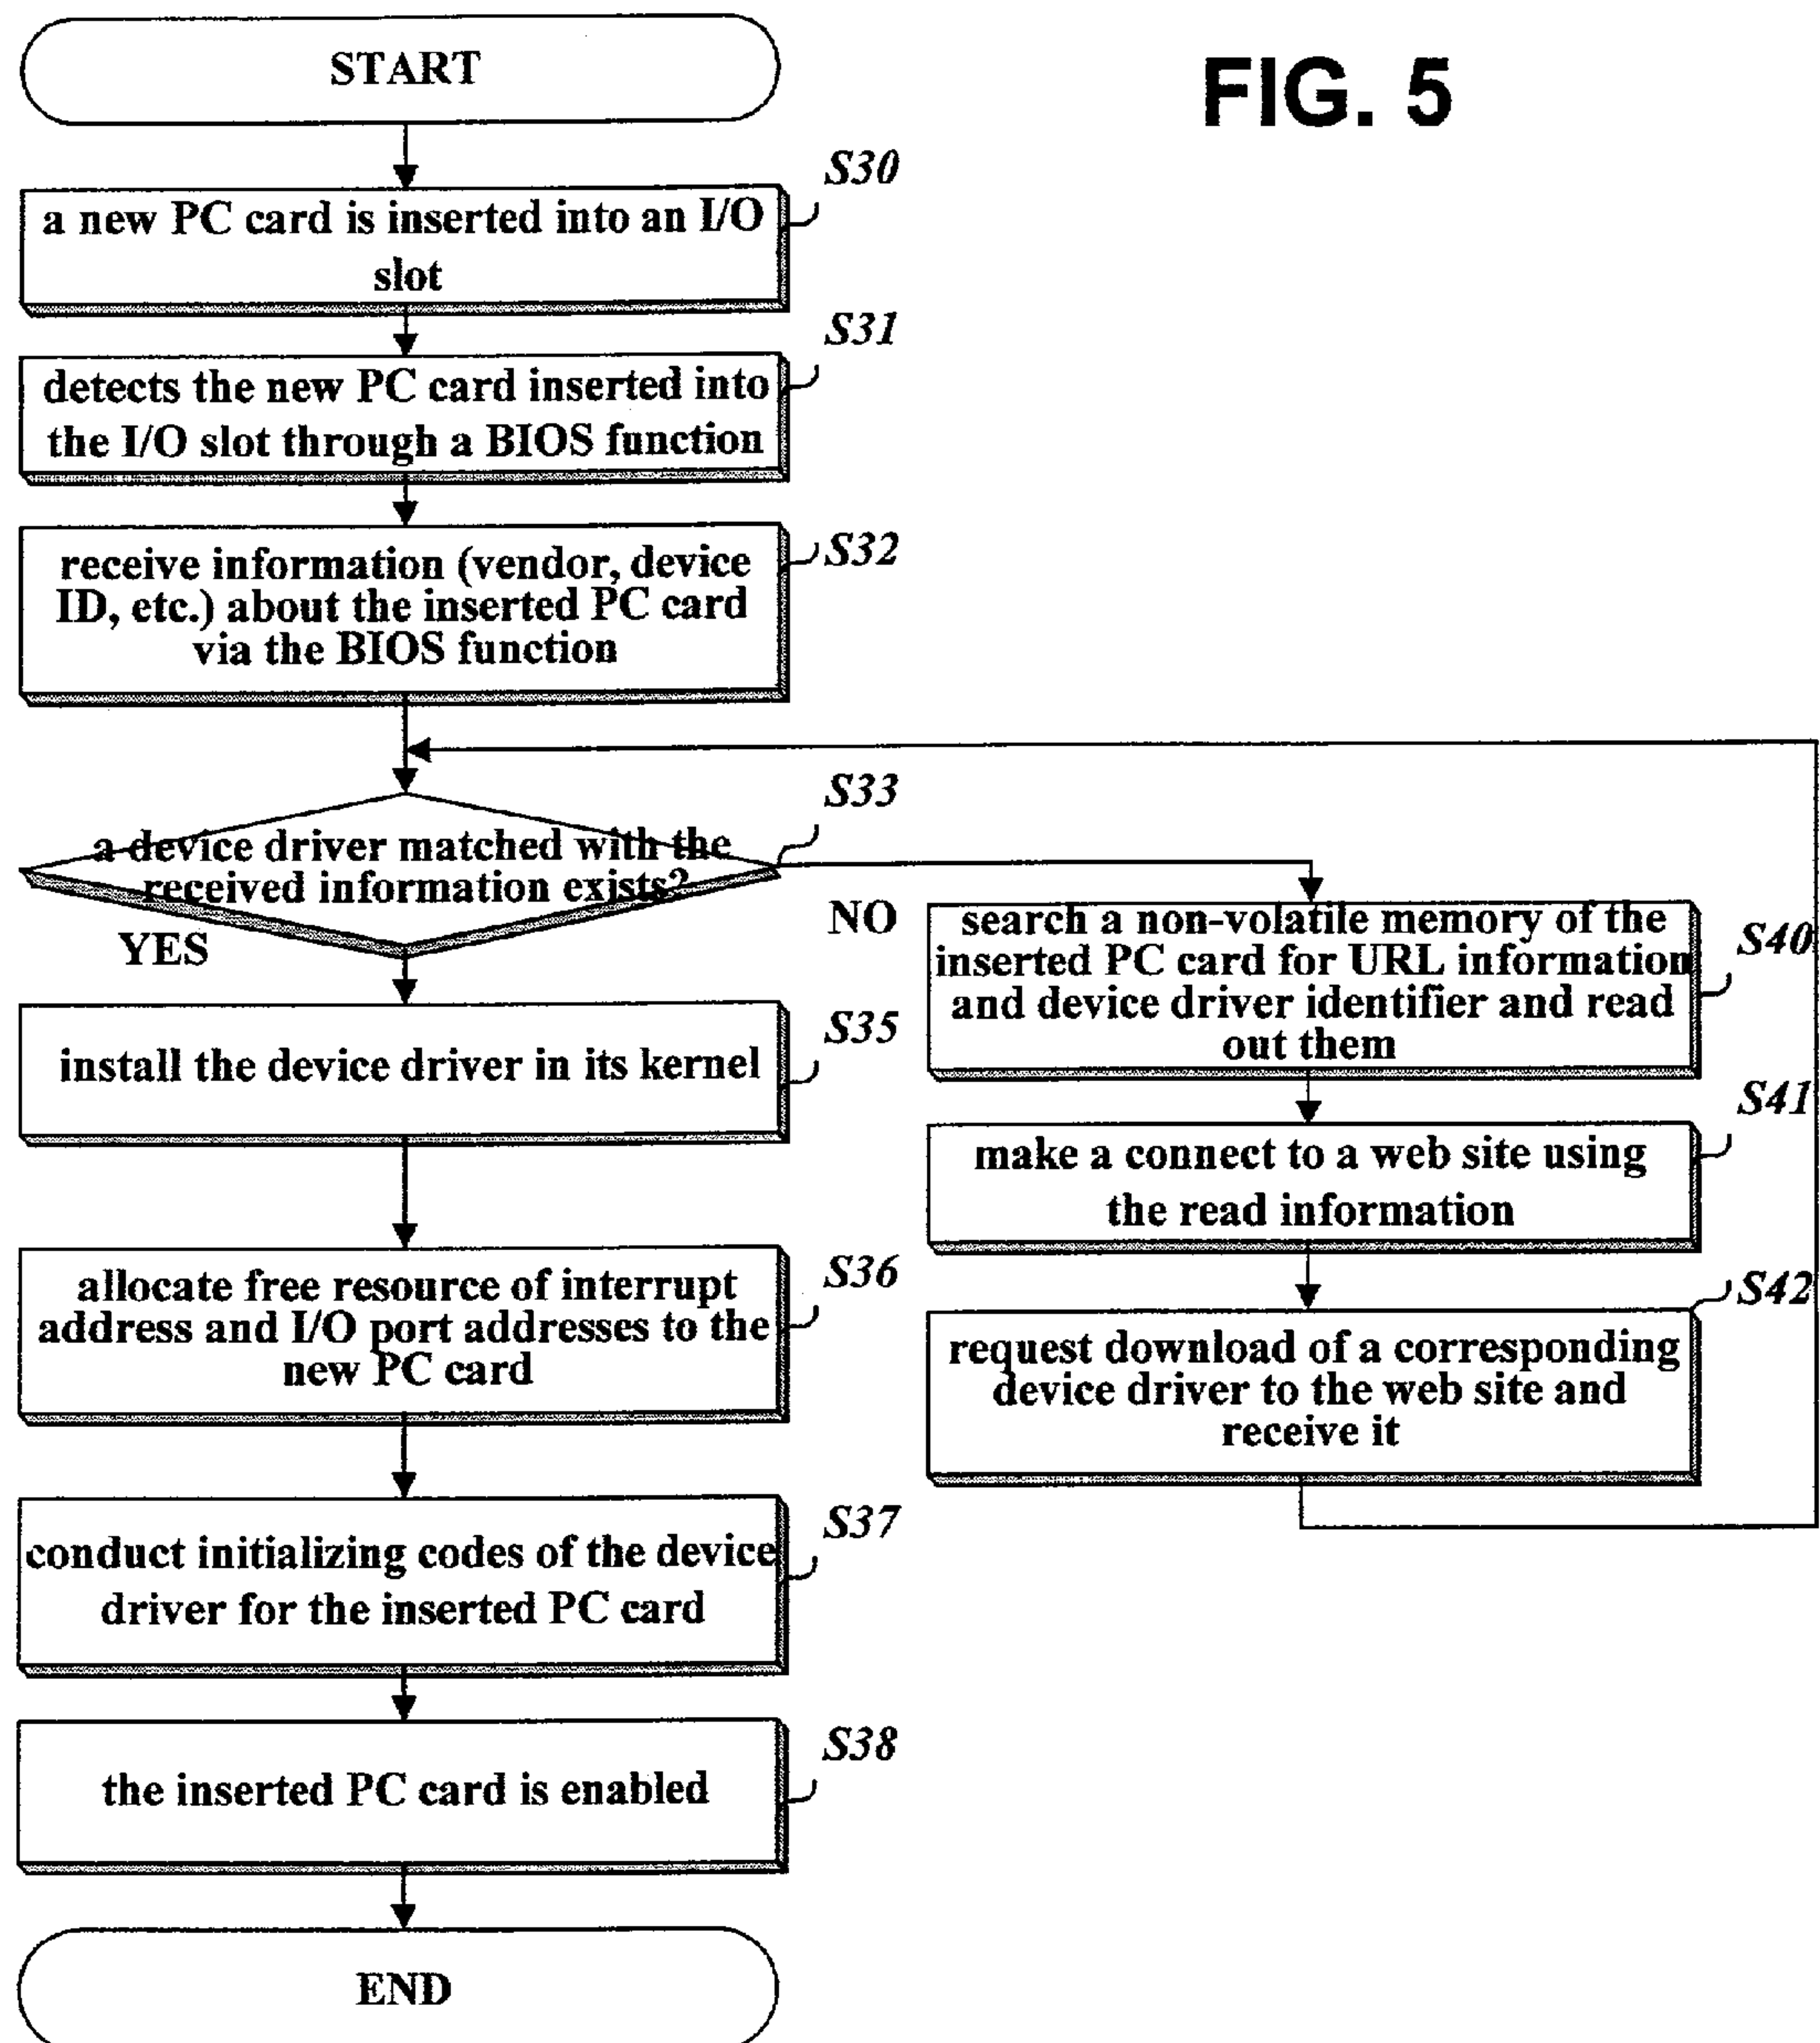 START
FIG. 5
S30
a new PC card is inserted into an I/O
slot
S31
detects the new PC card inserted into
the I/O slot through a BIOS function
S32
receive information (vendor, device
ID, etc.) about the inserted PC card
via the BIOS function
S33
a device driver matched with the
received information exists?
YES
NO
S35
install the device driver in its kernel
S36
allocate free resource of interrupt
address and I/O port addresses to the
new PC card
S37
conduct initializing codes of the device
driver for the inserted PC card
S38
the inserted PC card is enabled
END
S40
search a non-volatile memory of the
inserted PC card for URL information
and device driver identifier and read
out them
S41
make a connect to a web site using
the read information
S42
request download of a corresponding
device driver to the web site and
receive it